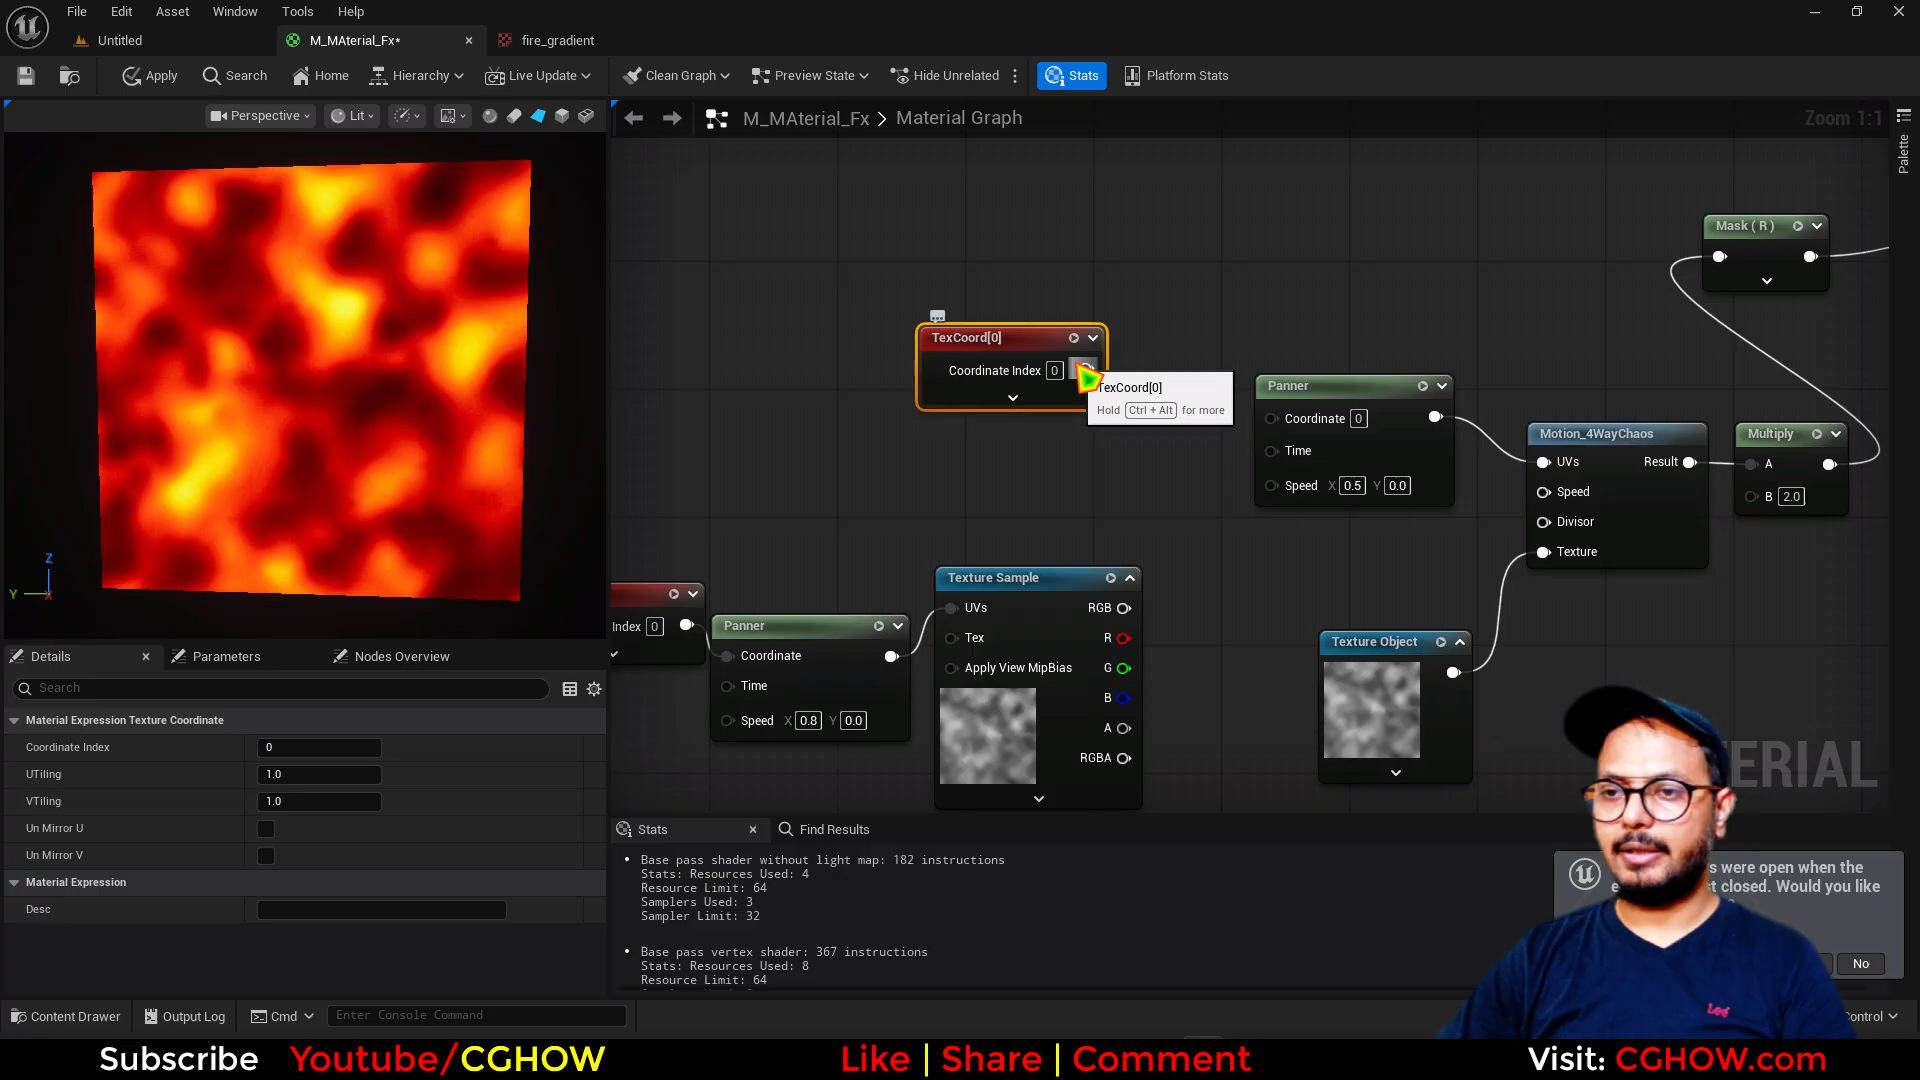 File Edit Asset Window Tools Help
Untitled M_MAterial_Fx* fire_gradient
Apply Search Home Hierarchy Live Update Clean Graph Preview State Hide Unrelated Stats Platform Stats
Perspective Lit
M_MAterial_Fx > Material Graph Zoom 1:1
Palette
Mask ( R )
TexCoord[0]
Coordinate Index 0
TexCoord[0]
Hold Ctrl + Alt for more
Panner
Coordinate 0
Time
Speed X 0.5 Y 0.0
Motion_4WayChaos
UVs Result
Speed
Divisor
Texture
Multiply
A
B 2.0
Index 0
Panner
Coordinate
Time
Speed X 0.8 Y 0.0
Texture Sample
UVs RGB
Tex R
Apply View MipBias G
B
A
RGBA
Texture Object
Z
Y X
ERIAL
Details Parameters Nodes Overview
Search
Material Expression Texture Coordinate
Coordinate Index 0
UTiling 1.0
VTiling 1.0
Un Mirror U
Un Mirror V
Material Expression
Desc
Stats Find Results
Base pass shader without light map: 182 instructions
Stats: Resources Used: 4
Resource Limit: 64
Samplers Used: 3
Sampler Limit: 32
Base pass vertex shader: 367 instructions
Stats: Resources Used: 8
Resource Limit: 64
s were open when the
t closed. Would you like
No
Content Drawer Output Log Cmd Enter Console Command ontrol
Subscribe Youtube/CGHOW Like | Share | Comment Visit: CGHOW.com